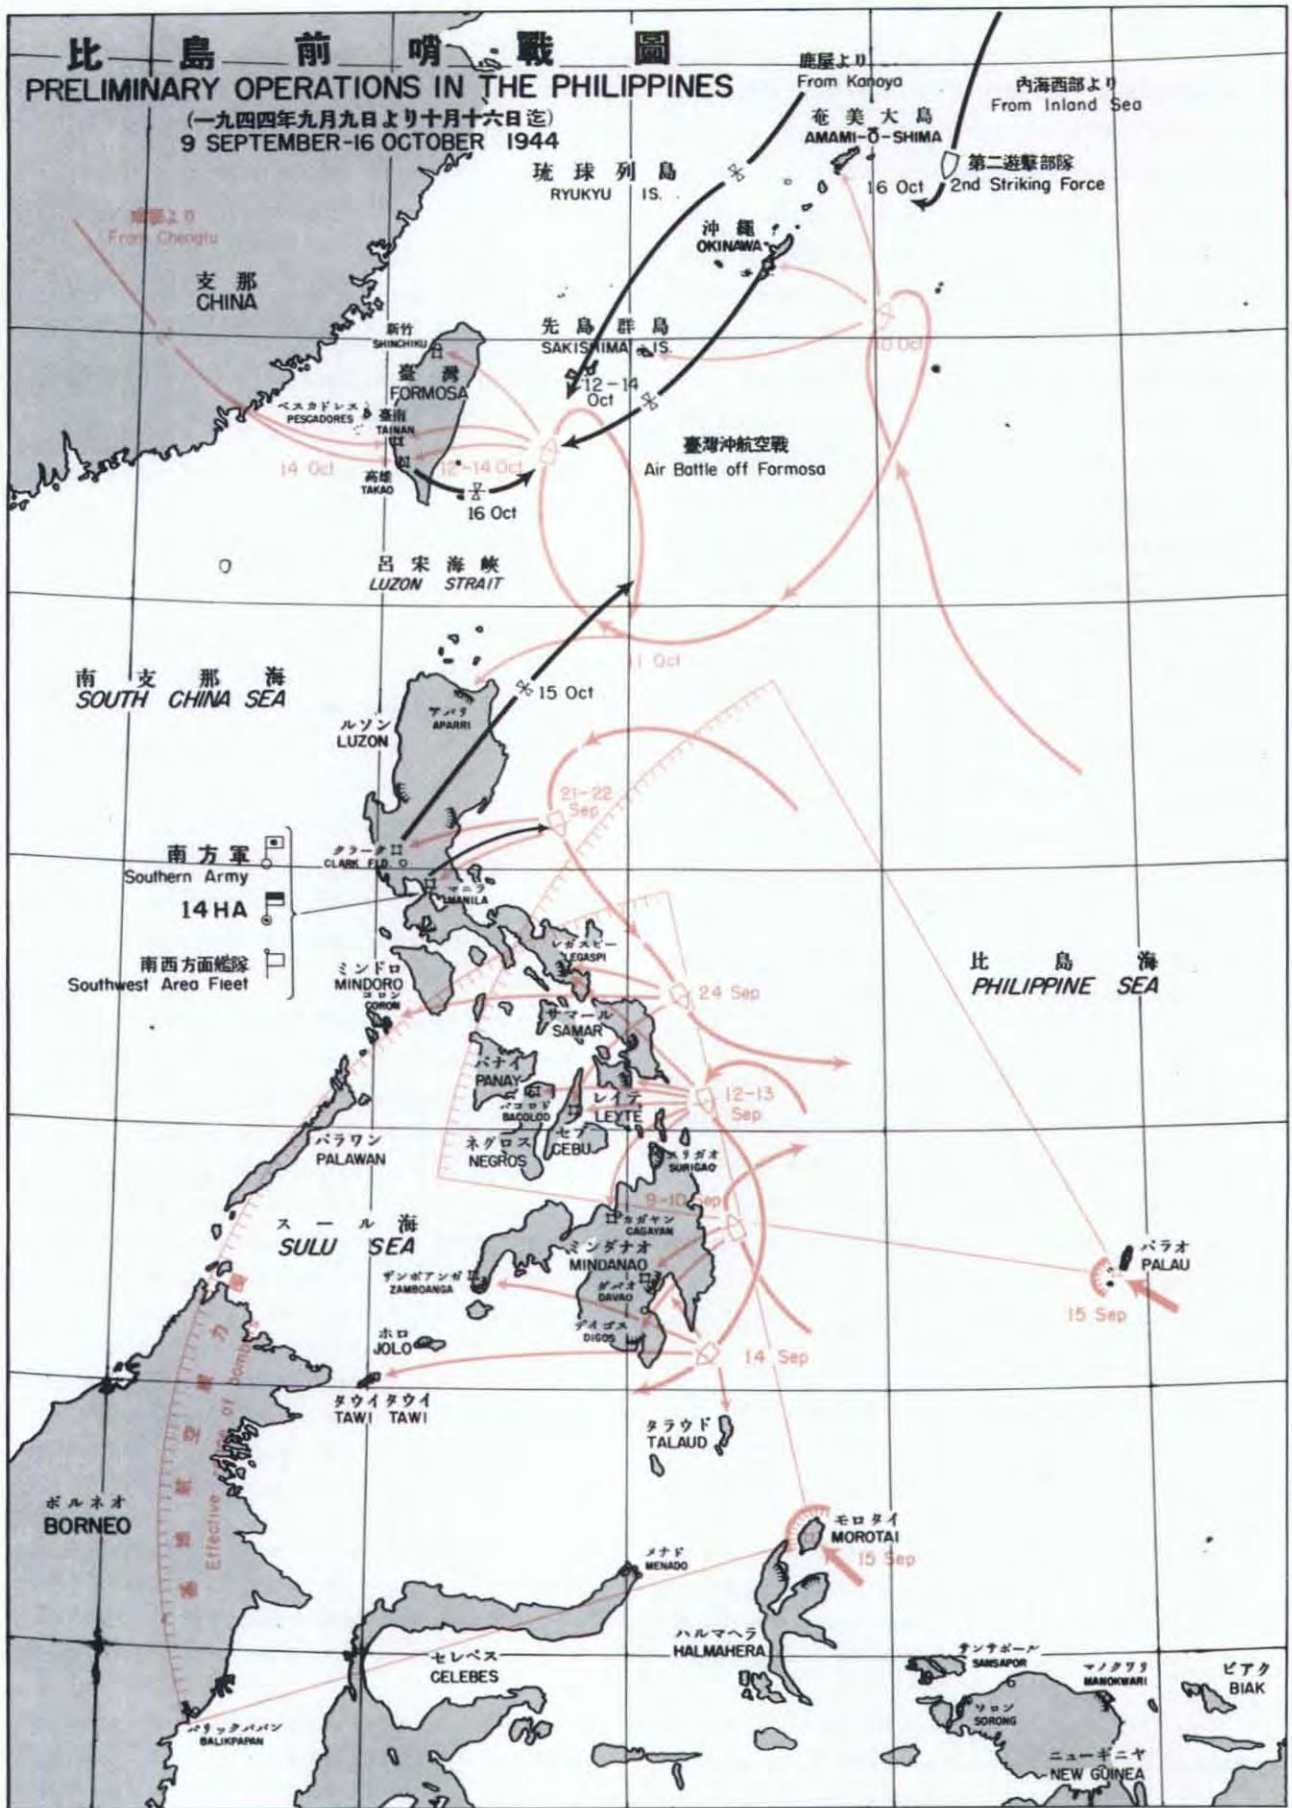 比島前哨戰圖
PRELIMINARY OPERATIONS IN THE PHILIPPINES
(一九四四年九月九日より十月十六日迄)
9 SEPTEMBER-16 OCTOBER 1944
鹿屋より
From Kanoya
內海西部より
From Inland Sea
奄美大島
AMAMI-O-SHIMA
16 Oct
第二遊擊部隊
2nd Striking Force
琉球列島
RYUKYU IS.
沖繩
OKINAWA
From Chengtu
支那
CHINA
新竹
SHINCHIKU
先島群島
SAKISHIMA IS.
10 Oct
臺灣
FORMOSA
12-14
Oct
ペスカドレス
PESCADORES
臺南
TAINAN
臺灣沖航空戰
Air Battle off Formosa
14 Oct
12-14 Oct
高雄
TAKAO
16 Oct
呂宋海峽
LUZON STRAIT
11 Oct
南支那海
SOUTH CHINA SEA
15 Oct
アパリ
APARRI
ルソン
LUZON
21-22
Sep
南方軍
Southern Army
クラーク
CLARK FLD.
14HA
マニラ
MANILA
南西方面艦隊
Southwest Area Fleet
ミンドロ
MINDORO
コロン
CORON
レガスピー
LEGASPI
比島海
PHILIPPINE SEA
24 Sep
サマール
SAMAR
パナイ
PANAY
バコロド
BACOLOD
レイテ
LEYTE
12-13
Sep
セブ
CEBU
ネグロス
NEGROS
パラワン
PALAWAN
スリガオ
SURIGAO
9-10 Sep
スール海
SULU SEA
カガヤン
CAGAYAN
ミンダナオ
MINDANAO
パラオ
PALAU
ザンボアンガ
ZAMBOANGA
ダバオ
DAVAO
15 Sep
デイゴス
DIGOS
ホロ
JOLO
14 Sep
タウイタウイ
TAWI TAWI
タラウド
TALAUD
Effective
of bombers
ボルネオ
BORNEO
モロタイ
MOROTAI
15 Sep
メナド
MENADO
ハルマヘラ
HALMAHERA
セレベス
CELEBES
サンサポール
SANSAPOR
マノクワリ
MANOKWARI
ビアク
BIAK
ソロン
SORONG
バリックパパン
BALIKPAPAN
ニューギニヤ
NEW GUINEA